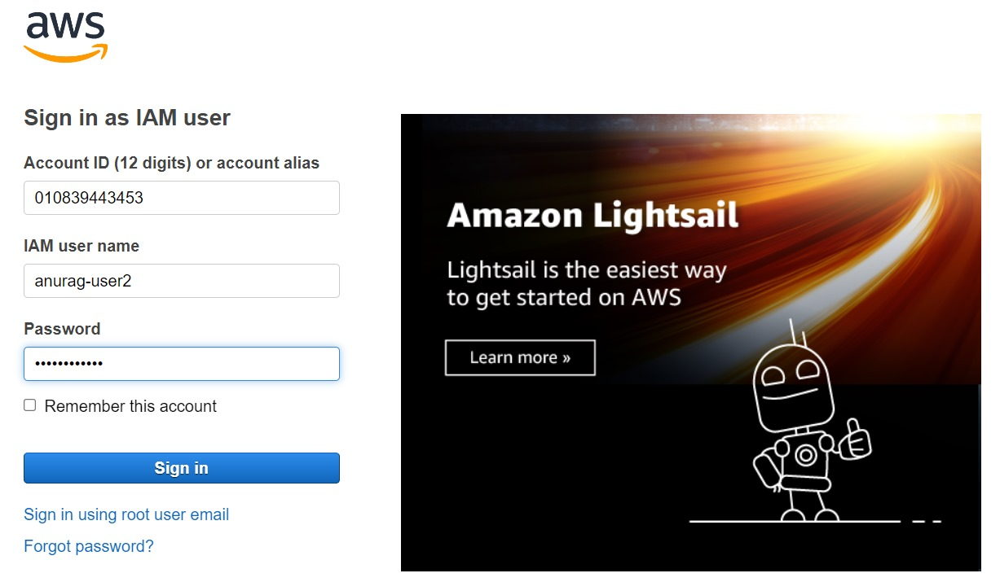 aws
Sign in as IAM user
Account ID (12 digits) or account alias
010839443453
IAM user name
anurag-user2
Password
••••••••••••
Remember this account
Sign in
Sign in using root user email
Forgot password?
Amazon Lightsail
Lightsail is the easiest way
to get started on AWS
Learn more »